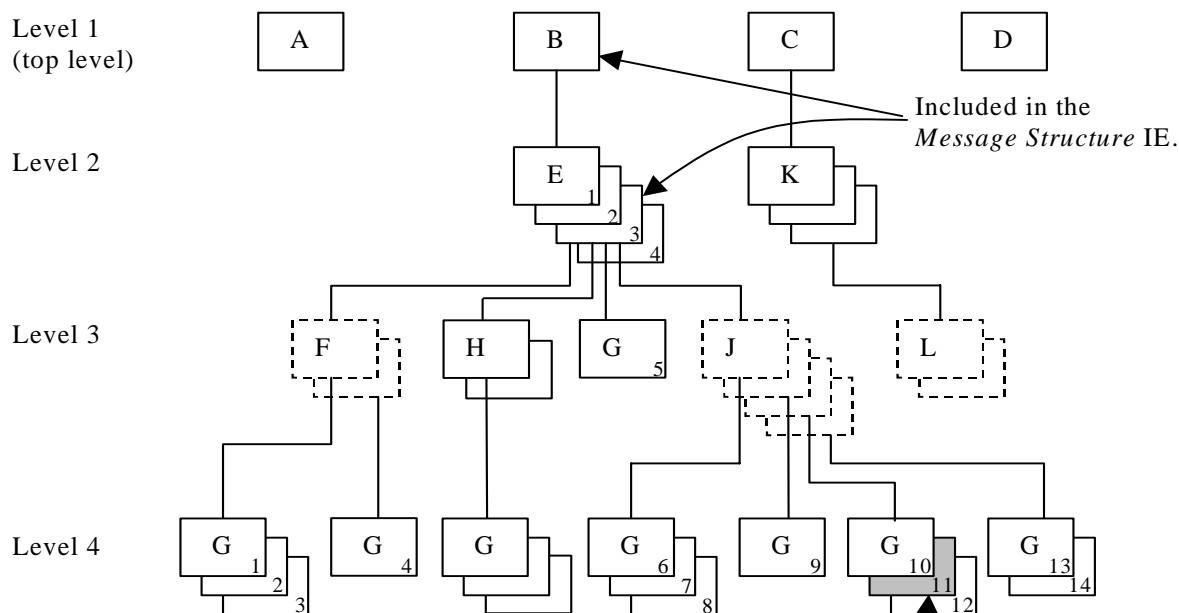 Level 1
(top level)
A
B
C
D
Included in the
Message Structure IE.
Level 2
E
1
2
3
4
K
Level 3
F
H
G
5
J
L
Level 4
G
1
2
3
G
4
G
G
6
7
8
G
9
G
10
11
12
G
13
14